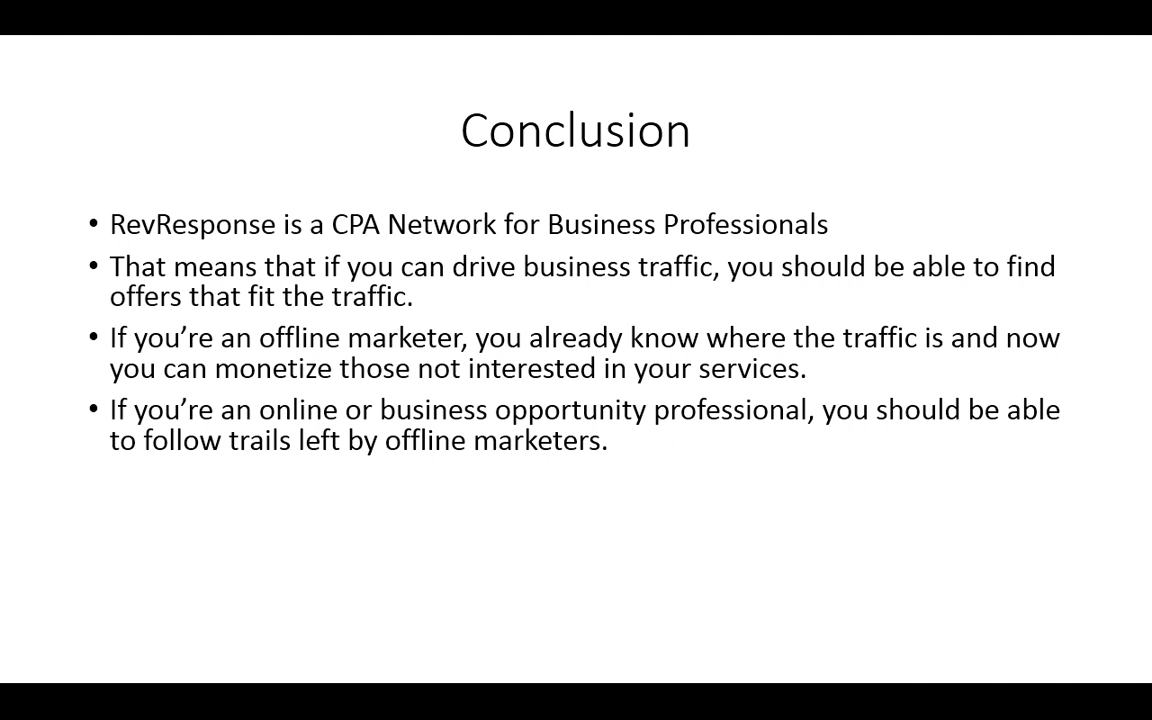 Conclusion
• RevResponse is a CPA Network for Business Professionals
• That means that if you can drive business traffic, you should be able to find
offers that fit the traffic.
• If you’re an offline marketer, you already know where the traffic is and now
you can monetize those not interested in your services.
• If you’re an online or business opportunity professional, you should be able
to follow trails left by offline marketers.